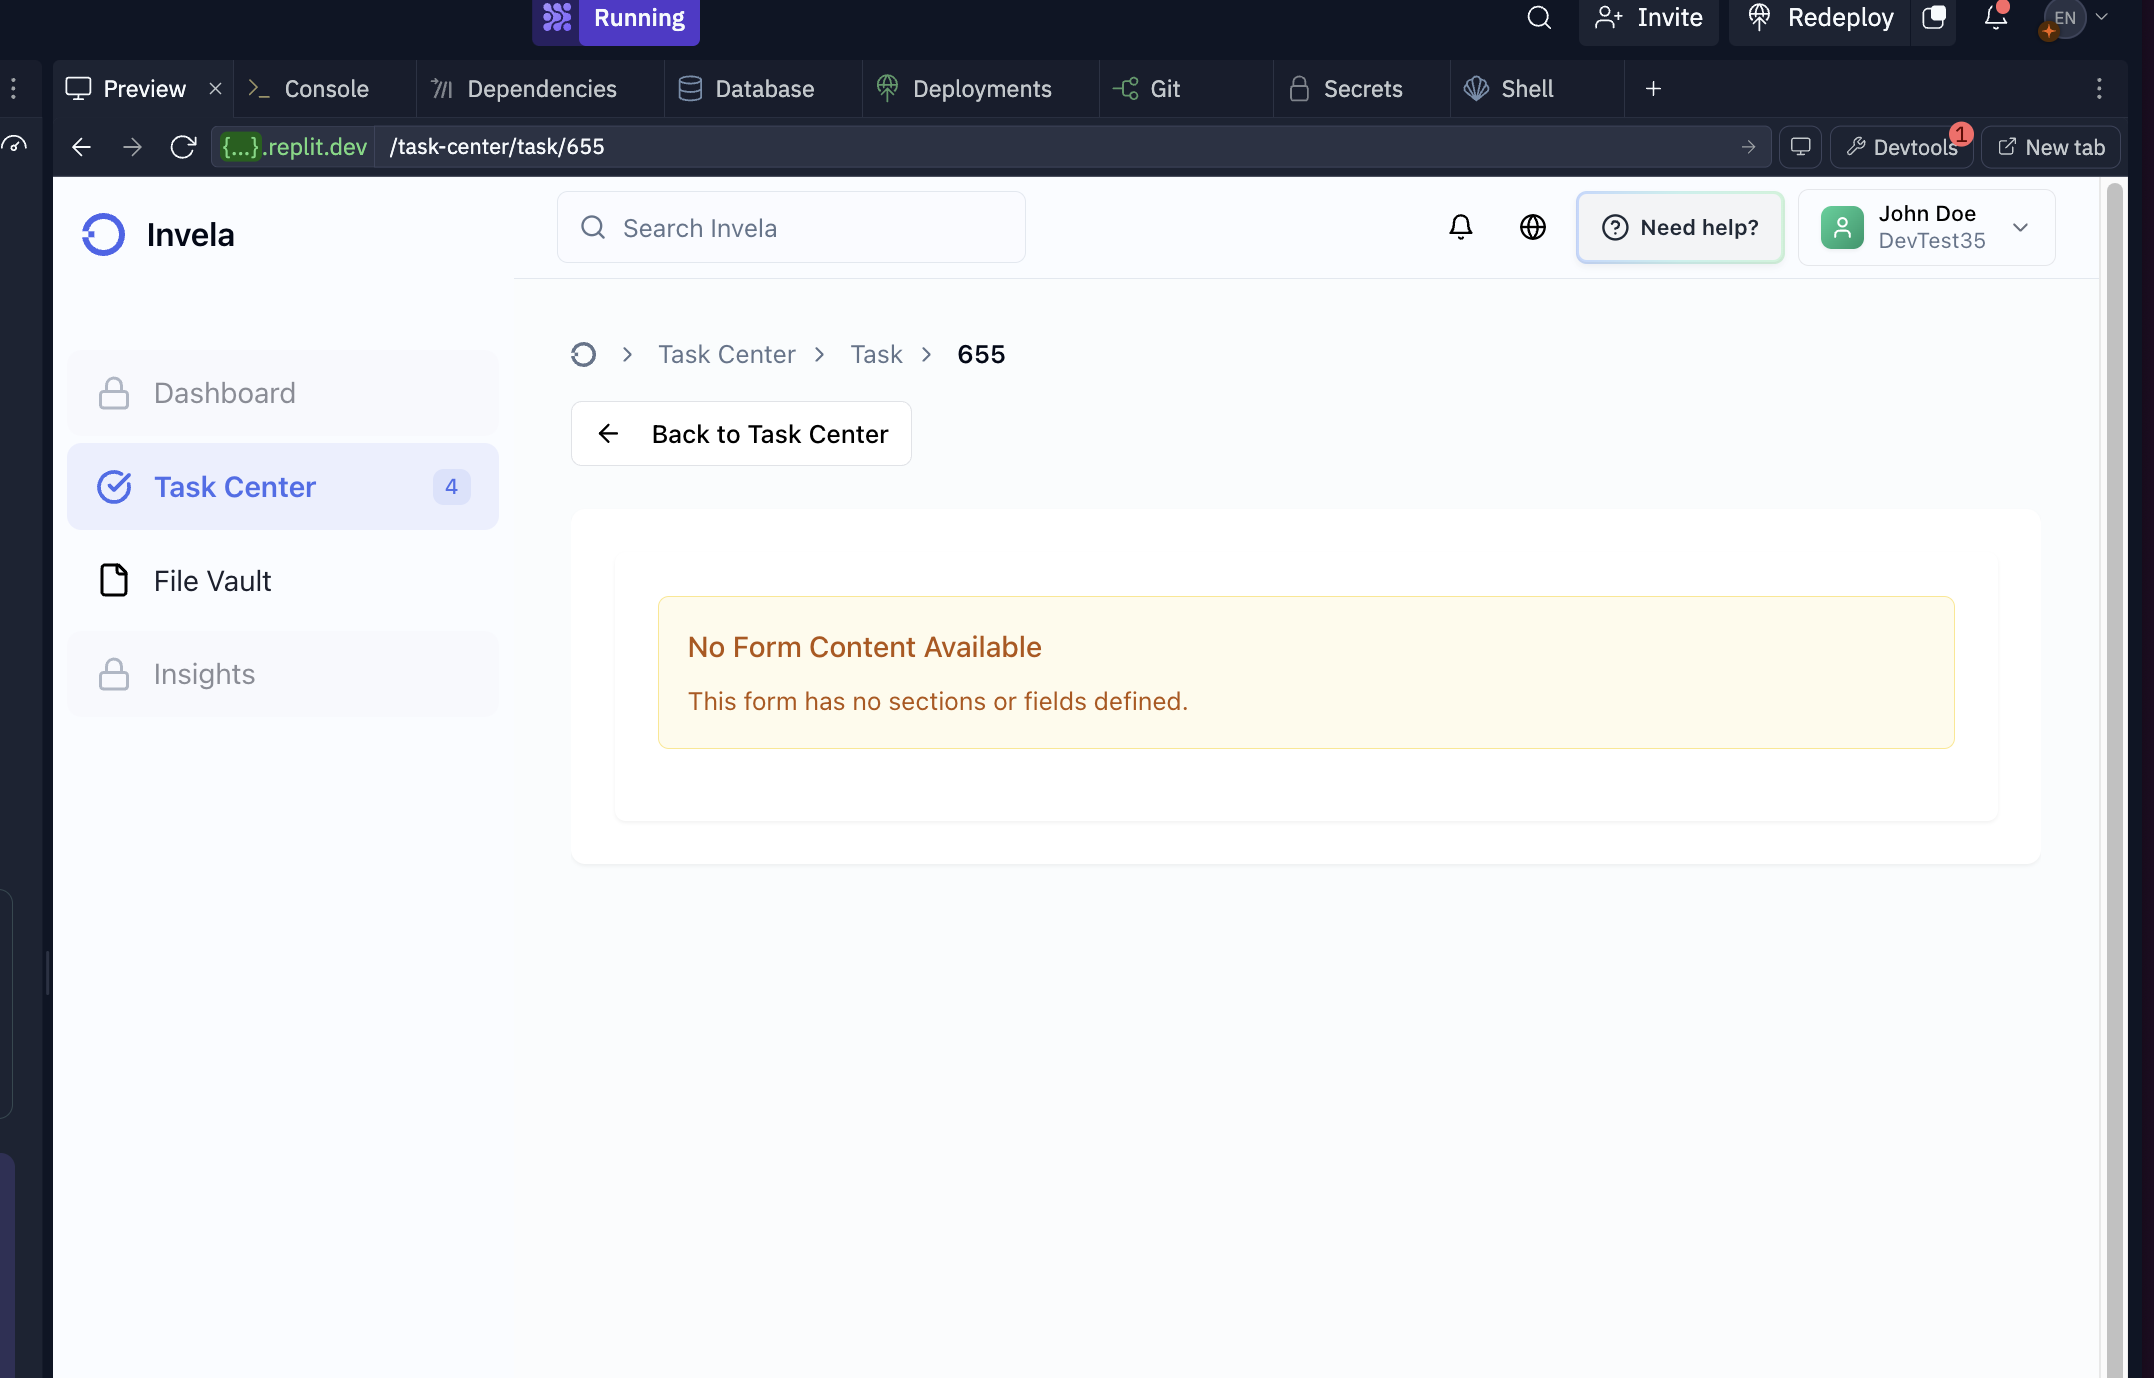 Running
Invite
Redeploy
EN
Preview
Console
Dependencies
Database
Deployments
Git
Secrets
Shell
{...}.replit.dev
/task-center/task/655
Devtools
1
New tab
Invela
Search Invela
Need help?
John Doe
DevTest35
Task Center
Task
655
Back to Task Center
Dashboard
Task Center
4
File Vault
Insights
No Form Content Available
This form has no sections or fields defined.